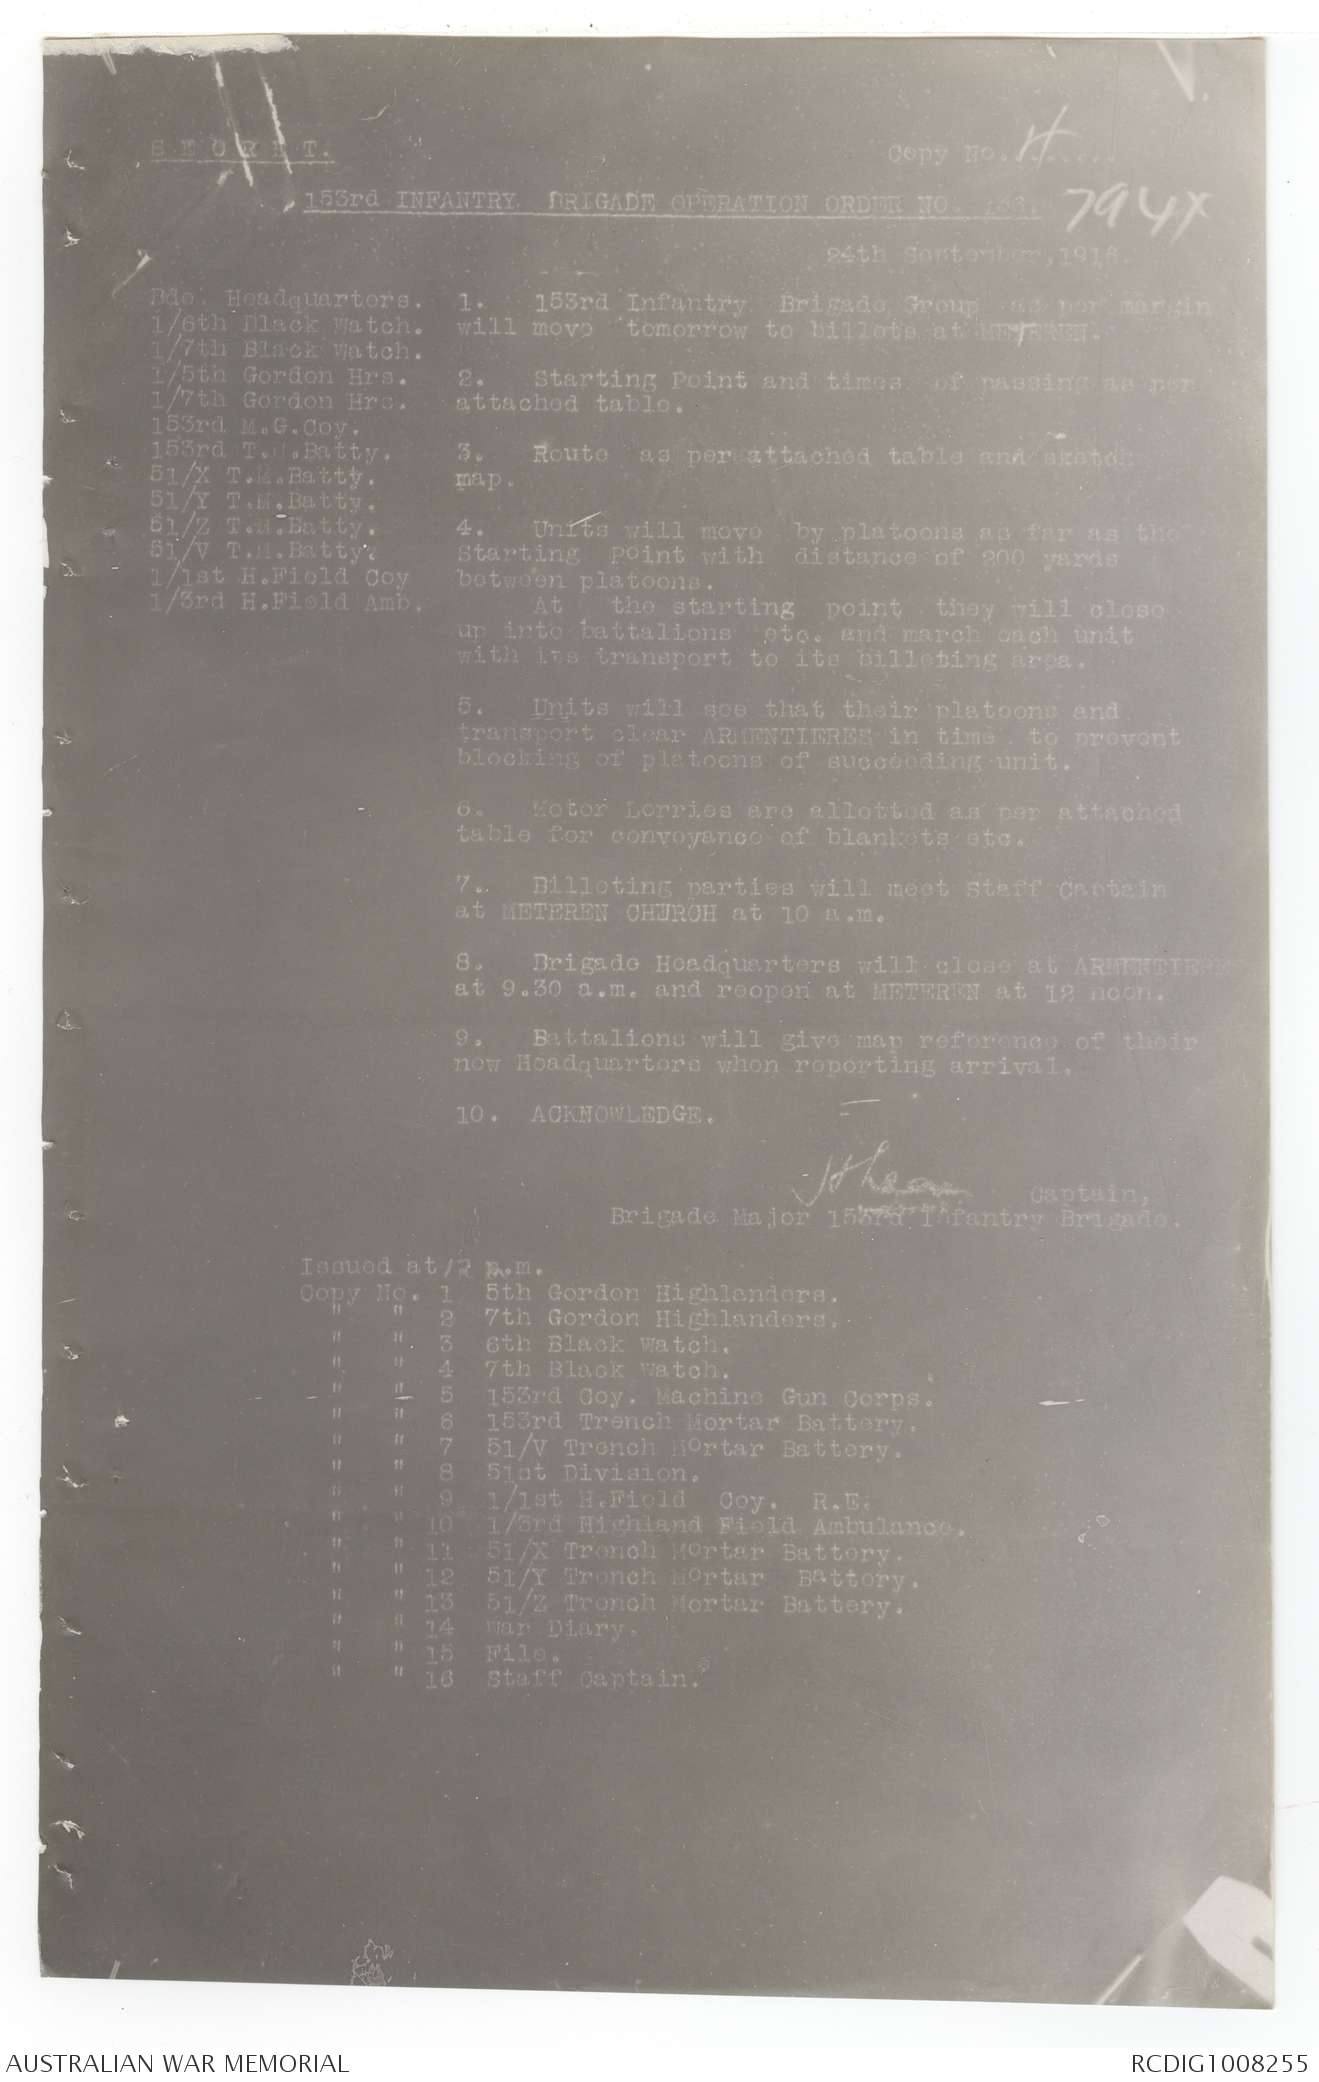 S E C R E T.
Copy No. H......
153rd INFANTRY BRIGADE OPERATION ORDER NO. 
794X
24th September, 1916.
Bde. Headquarters.
1/6th Black Watch.
1/7th Black Watch.
1/5th Gordon Hrs.
1/7th Gordon Hrs.
153rd M.G.Coy.
153rd T.M.Batty.
51/X T.M.Batty.
51/Y T.M.Batty.
51/Z T.M.Batty.
51/V T.M.Batty.
1/1st H.Field Coy
1/3rd H.Field Amb.
1. 153rd Infantry Brigade Group as per margin
will move tomorrow to billets at METEREN.
2. Starting Point and times of passing as per
attached table.
3. Route as per attached table and sketch
map.
4. Units will move by platoons as far as the
Starting Point with distance of 200 yards
between platoons.
At the starting point they will close
up into battalions etc. and march each unit
with its transport to its billeting area.
5. Units will see that their platoons and
transport clear ARMENTIERES in time to prevent
blocking of platoons of succeeding unit.
6. Motor Lorries are allotted as per attached
table for conveyance of blankets etc.
7. Billeting parties will meet Staff Captain
at METEREN CHURCH at 10 a.m.
8. Brigade Headquarters will close at ARMENTIERE
at 9.30 a.m. and reopen at METEREN at 12 noon.
9. Battalions will give map reference of their
new Headquarters when reporting arrival.
10. ACKNOWLEDGE.
Captain,
Brigade Major 153rd Infantry Brigade.
Issued at 12 p.m.
Copy No. 1 5th Gordon Highlanders.
" " 2 7th Gordon Highlanders.
" " 3 6th Black Watch.
" " 4 7th Black Watch.
" " 5 153rd Coy. Machine Gun Corps.
" " 6 153rd Trench Mortar Battery.
" " 7 51/V Trench Mortar Battery.
" " 8 51st Division.
" " 9 1/1st H.Field Coy. R.E.
" " 10 1/3rd Highland Field Ambulance.
" " 11 51/X Trench Mortar Battery.
" " 12 51/Y Trench Mortar Battery.
" " 13 51/Z Trench Mortar Battery.
" " 14 War Diary.
" " 15 File.
" " 16 Staff Captain.
AUSTRALIAN WAR MEMORIAL
RCDIG1008255